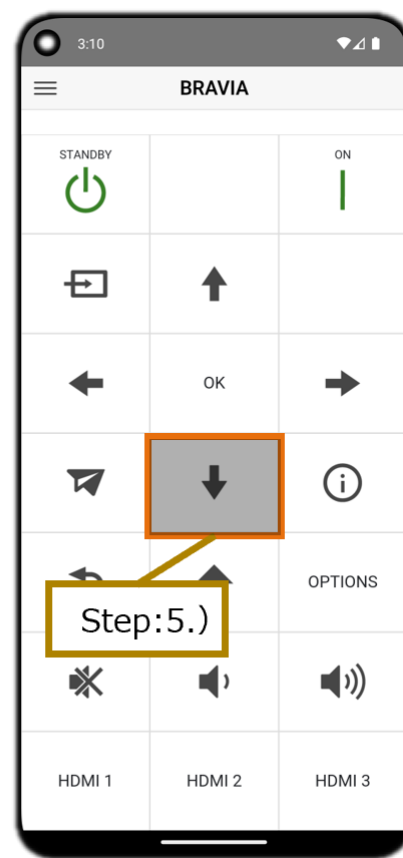 3:10
BRAVIA
STANDBY
ON
OK
OPTIONS
Step:5.)
HDMI 1
HDMI 2
HDMI 3